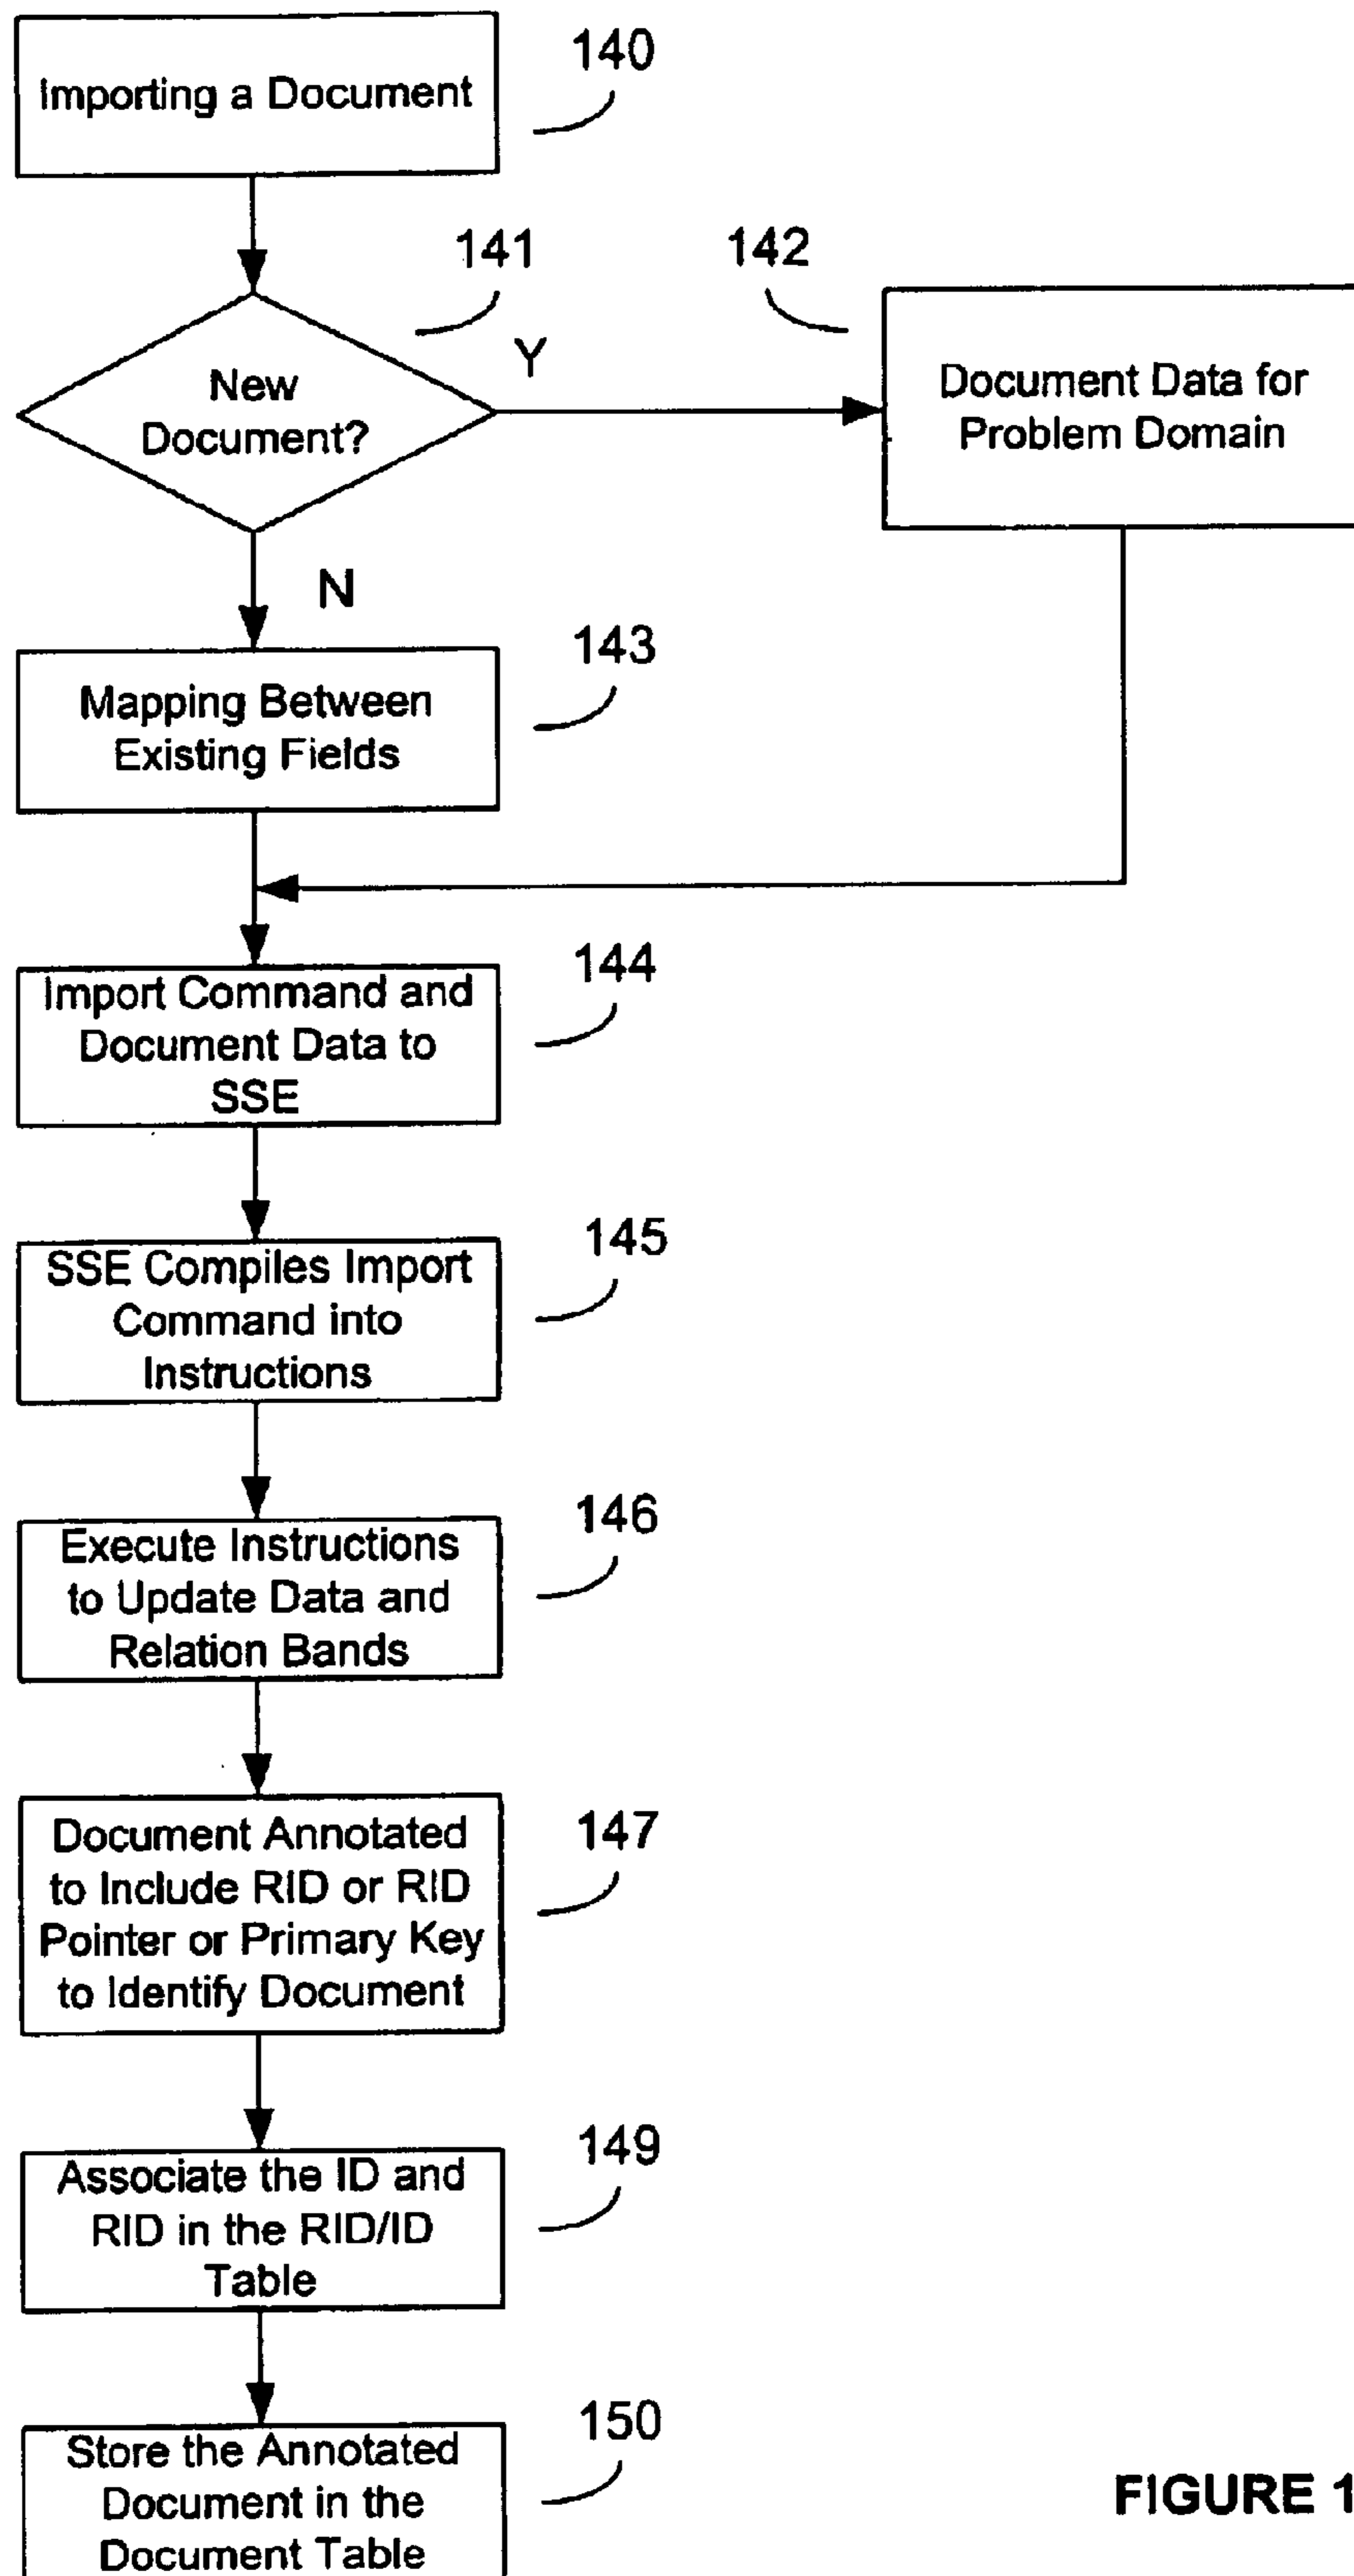 Importing a Document
140
141
142
New
Document?
Y
Document Data for
Problem Domain
N
143
Mapping Between
Existing Fields
144
Import Command and
Document Data to
SSE
145
SSE Compiles Import
Command into
Instructions
146
Execute Instructions
to Update Data and
Relation Bands
147
Document Annotated
to Include RID or RID
Pointer or Primary Key
to Identify Document
149
Associate the ID and
RID in the RID/ID
Table
150
Store the Annotated
Document in the
Document Table
FIGURE 1